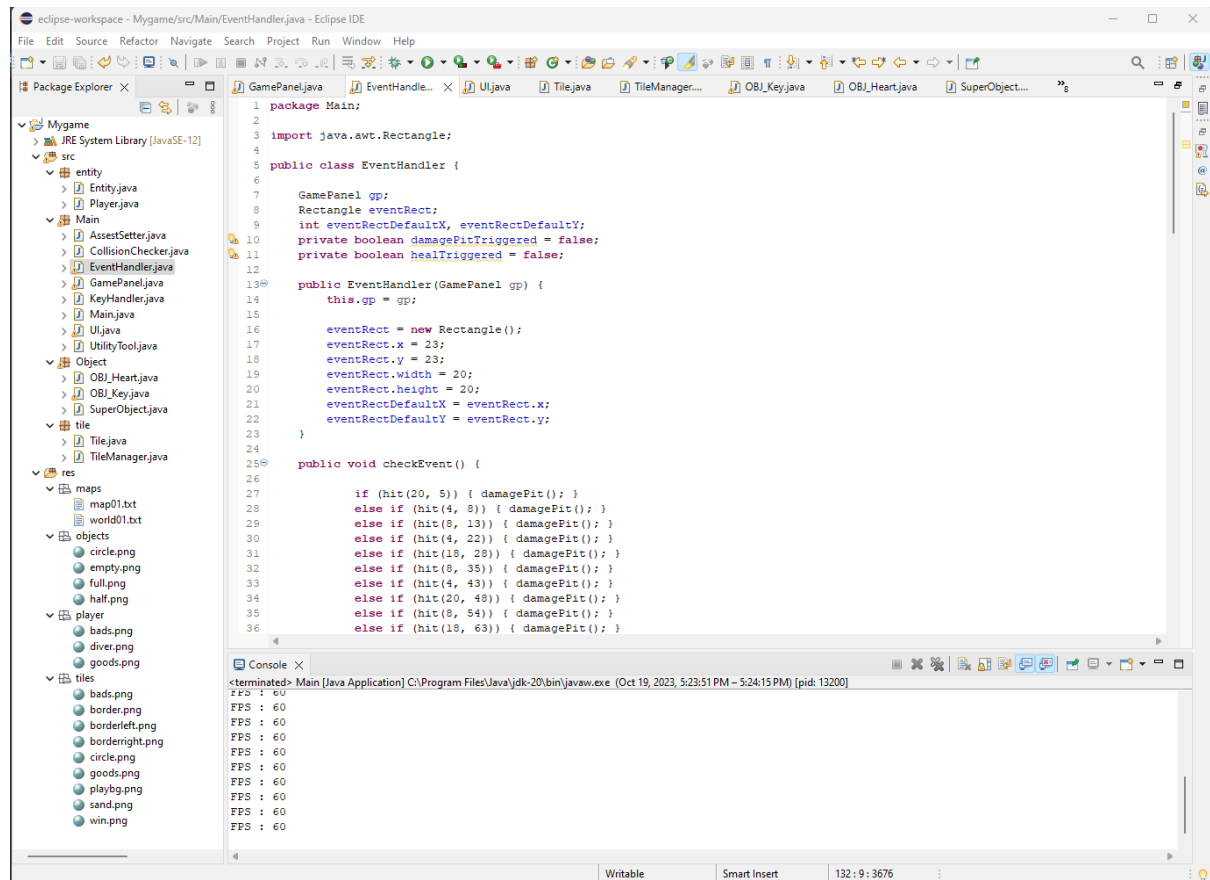 eclipse-workspace - Mygame/src/Main/EventHandler.java - Eclipse IDE
File Edit Source Refactor Navigate Search Project Run Window Help
Package Explorer
Mygame
JRE System Library [JavaSE-12]
src
entity
Entity.java
Player.java
Main
AssestSetter.java
CollisionChecker.java
EventHandler.java
GamePanel.java
KeyHandler.java
Main.java
UI.java
UtilityTool.java
Object
OBJ_Heart.java
OBJ_Key.java
SuperObject.java
tile
Tile.java
TileManager.java
res
maps
map01.txt
world01.txt
objects
circle.png
empty.png
full.png
half.png
player
bads.png
diver.png
goods.png
tiles
bads.png
border.png
borderleft.png
borderright.png
circle.png
goods.png
playbg.png
sand.png
win.png
GamePanel.java EventHandle... UI.java Tile.java TileManager.... OBJ_Key.java OBJ_Heart.java SuperObject.... »8
1 package Main;
2
3 import java.awt.Rectangle;
4
5 public class EventHandler {
6
7 GamePanel gp;
8 Rectangle eventRect;
9 int eventRectDefaultX, eventRectDefaultY;
10 private boolean damagePitTriggered = false;
11 private boolean healTriggered = false;
12
13 public EventHandler(GamePanel gp) {
14 this.gp = gp;
15
16 eventRect = new Rectangle();
17 eventRect.x = 23;
18 eventRect.y = 23;
19 eventRect.width = 20;
20 eventRect.height = 20;
21 eventRectDefaultX = eventRect.x;
22 eventRectDefaultY = eventRect.y;
23 }
24
25 public void checkEvent() {
26
27 if (hit(20, 5)) { damagePit(); }
28 else if (hit(4, 8)) { damagePit(); }
29 else if (hit(8, 13)) { damagePit(); }
30 else if (hit(4, 22)) { damagePit(); }
31 else if (hit(18, 28)) { damagePit(); }
32 else if (hit(8, 35)) { damagePit(); }
33 else if (hit(4, 43)) { damagePit(); }
34 else if (hit(20, 48)) { damagePit(); }
35 else if (hit(8, 54)) { damagePit(); }
36 else if (hit(18, 63)) { damagePit(); }
Console
<terminated> Main [Java Application] C:\Program Files\Java\jdk-20\bin\javaw.exe (Oct 19, 2023, 5:23:51 PM – 5:24:15 PM) [pid: 13200]
FPS : 60
FPS : 60
FPS : 60
FPS : 60
FPS : 60
FPS : 60
FPS : 60
FPS : 60
FPS : 60
FPS : 60
Writable Smart Insert 132 : 9 : 3676